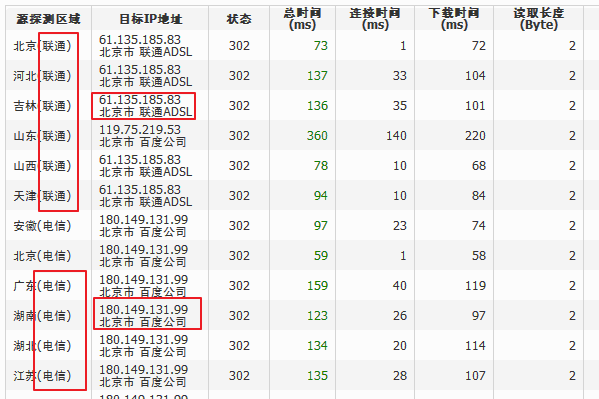 源探测区域 目标IP地址 状态 总时间(ms) 连接时间(ms) 下载时间(ms) 读取长度(Byte)
北京(联通) 61.135.185.83 302 73 1 72 2
北京市 联通ADSL
河北(联通) 61.135.185.83 302 137 33 104 2
北京市 联通ADSL
吉林(联通) 61.135.185.83 302 136 35 101 2
北京市 联通ADSL
山东(联通) 119.75.219.53 302 360 140 220 2
北京市 百度公司
山西(联通) 61.135.185.83 302 78 10 68 2
北京市 联通ADSL
天津(联通) 61.135.185.83 302 94 10 84 2
北京市 联通ADSL
安徽(电信) 180.149.131.99 302 97 23 74 2
北京市 百度公司
北京(电信) 180.149.131.99 302 59 1 58 2
北京市 百度公司
广东(电信) 180.149.131.99 302 159 40 119 2
北京市 百度公司
湖南(电信) 180.149.131.99 302 123 26 97 2
北京市 百度公司
湖北(电信) 180.149.131.99 302 134 20 114 2
北京市 百度公司
江苏(电信) 180.149.131.99 302 135 28 107 2
北京市 百度公司